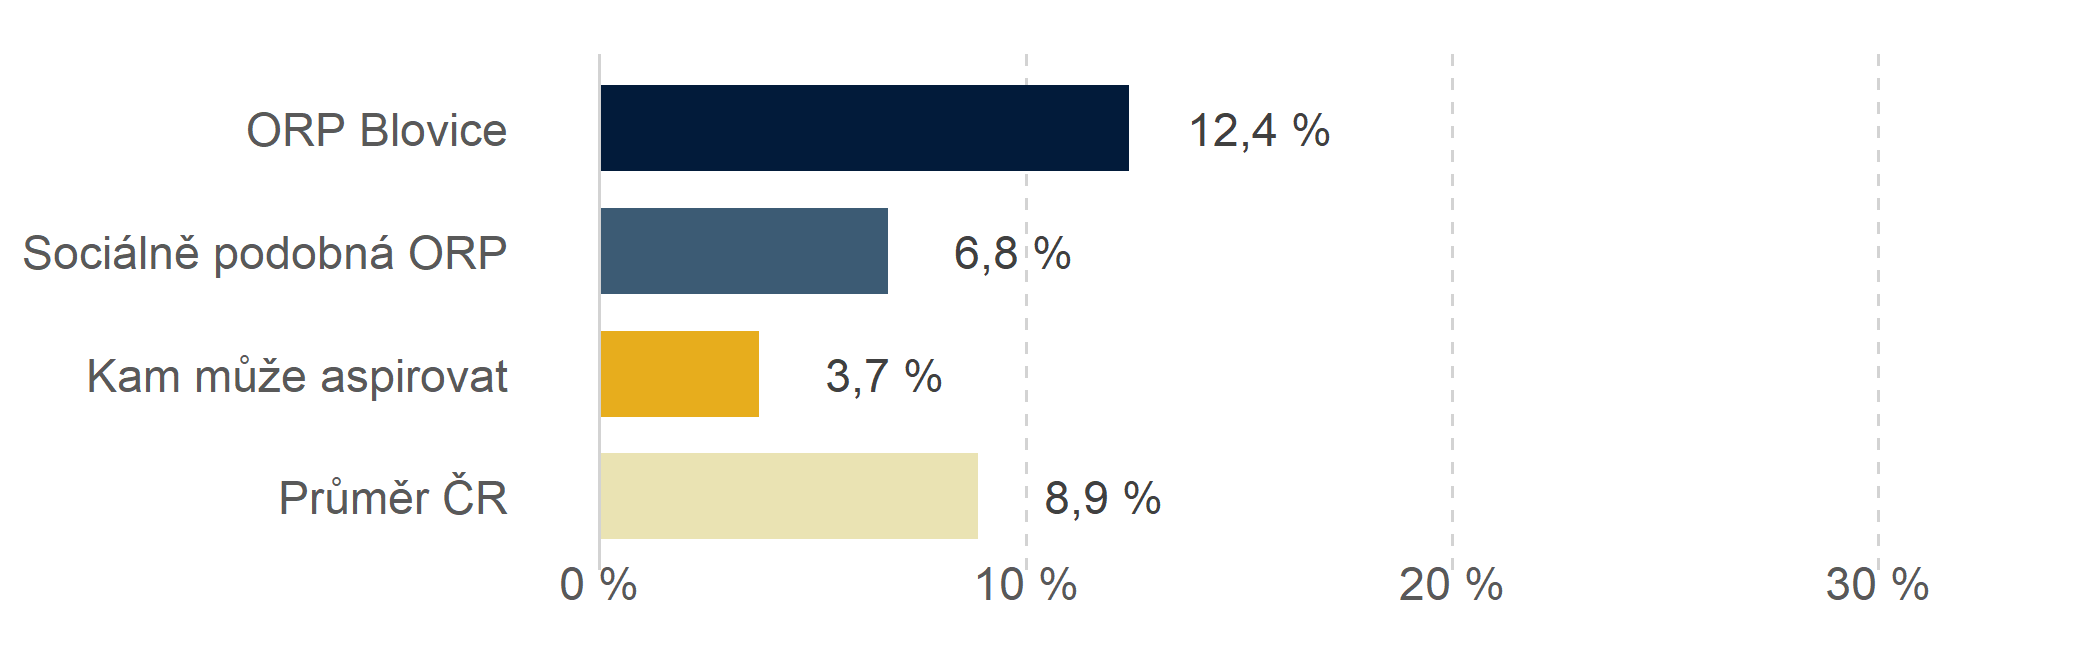 ORP Blovice 12,4 %
Sociálně podobná ORP 6,8 %
Kam může aspirovat 3,7 %
Průměr ČR 8,9 %
0 % 10 % 20 % 30 %